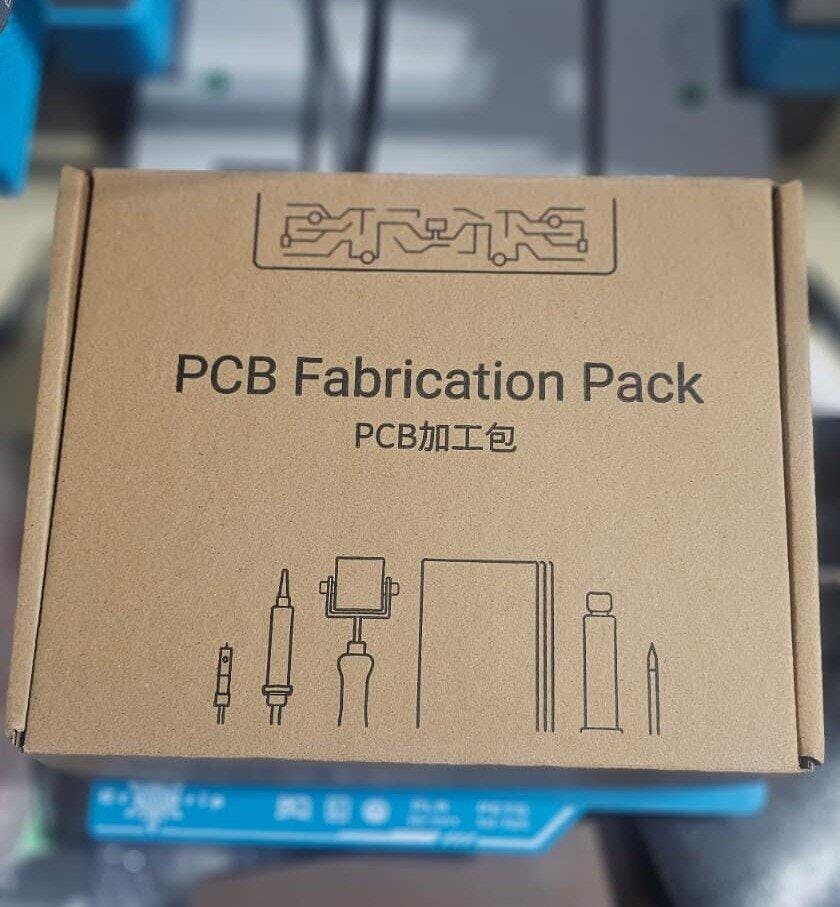 PCB Fabrication Pack
PCB加工包